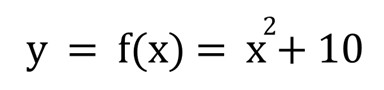 y = f(x) = x² + 10